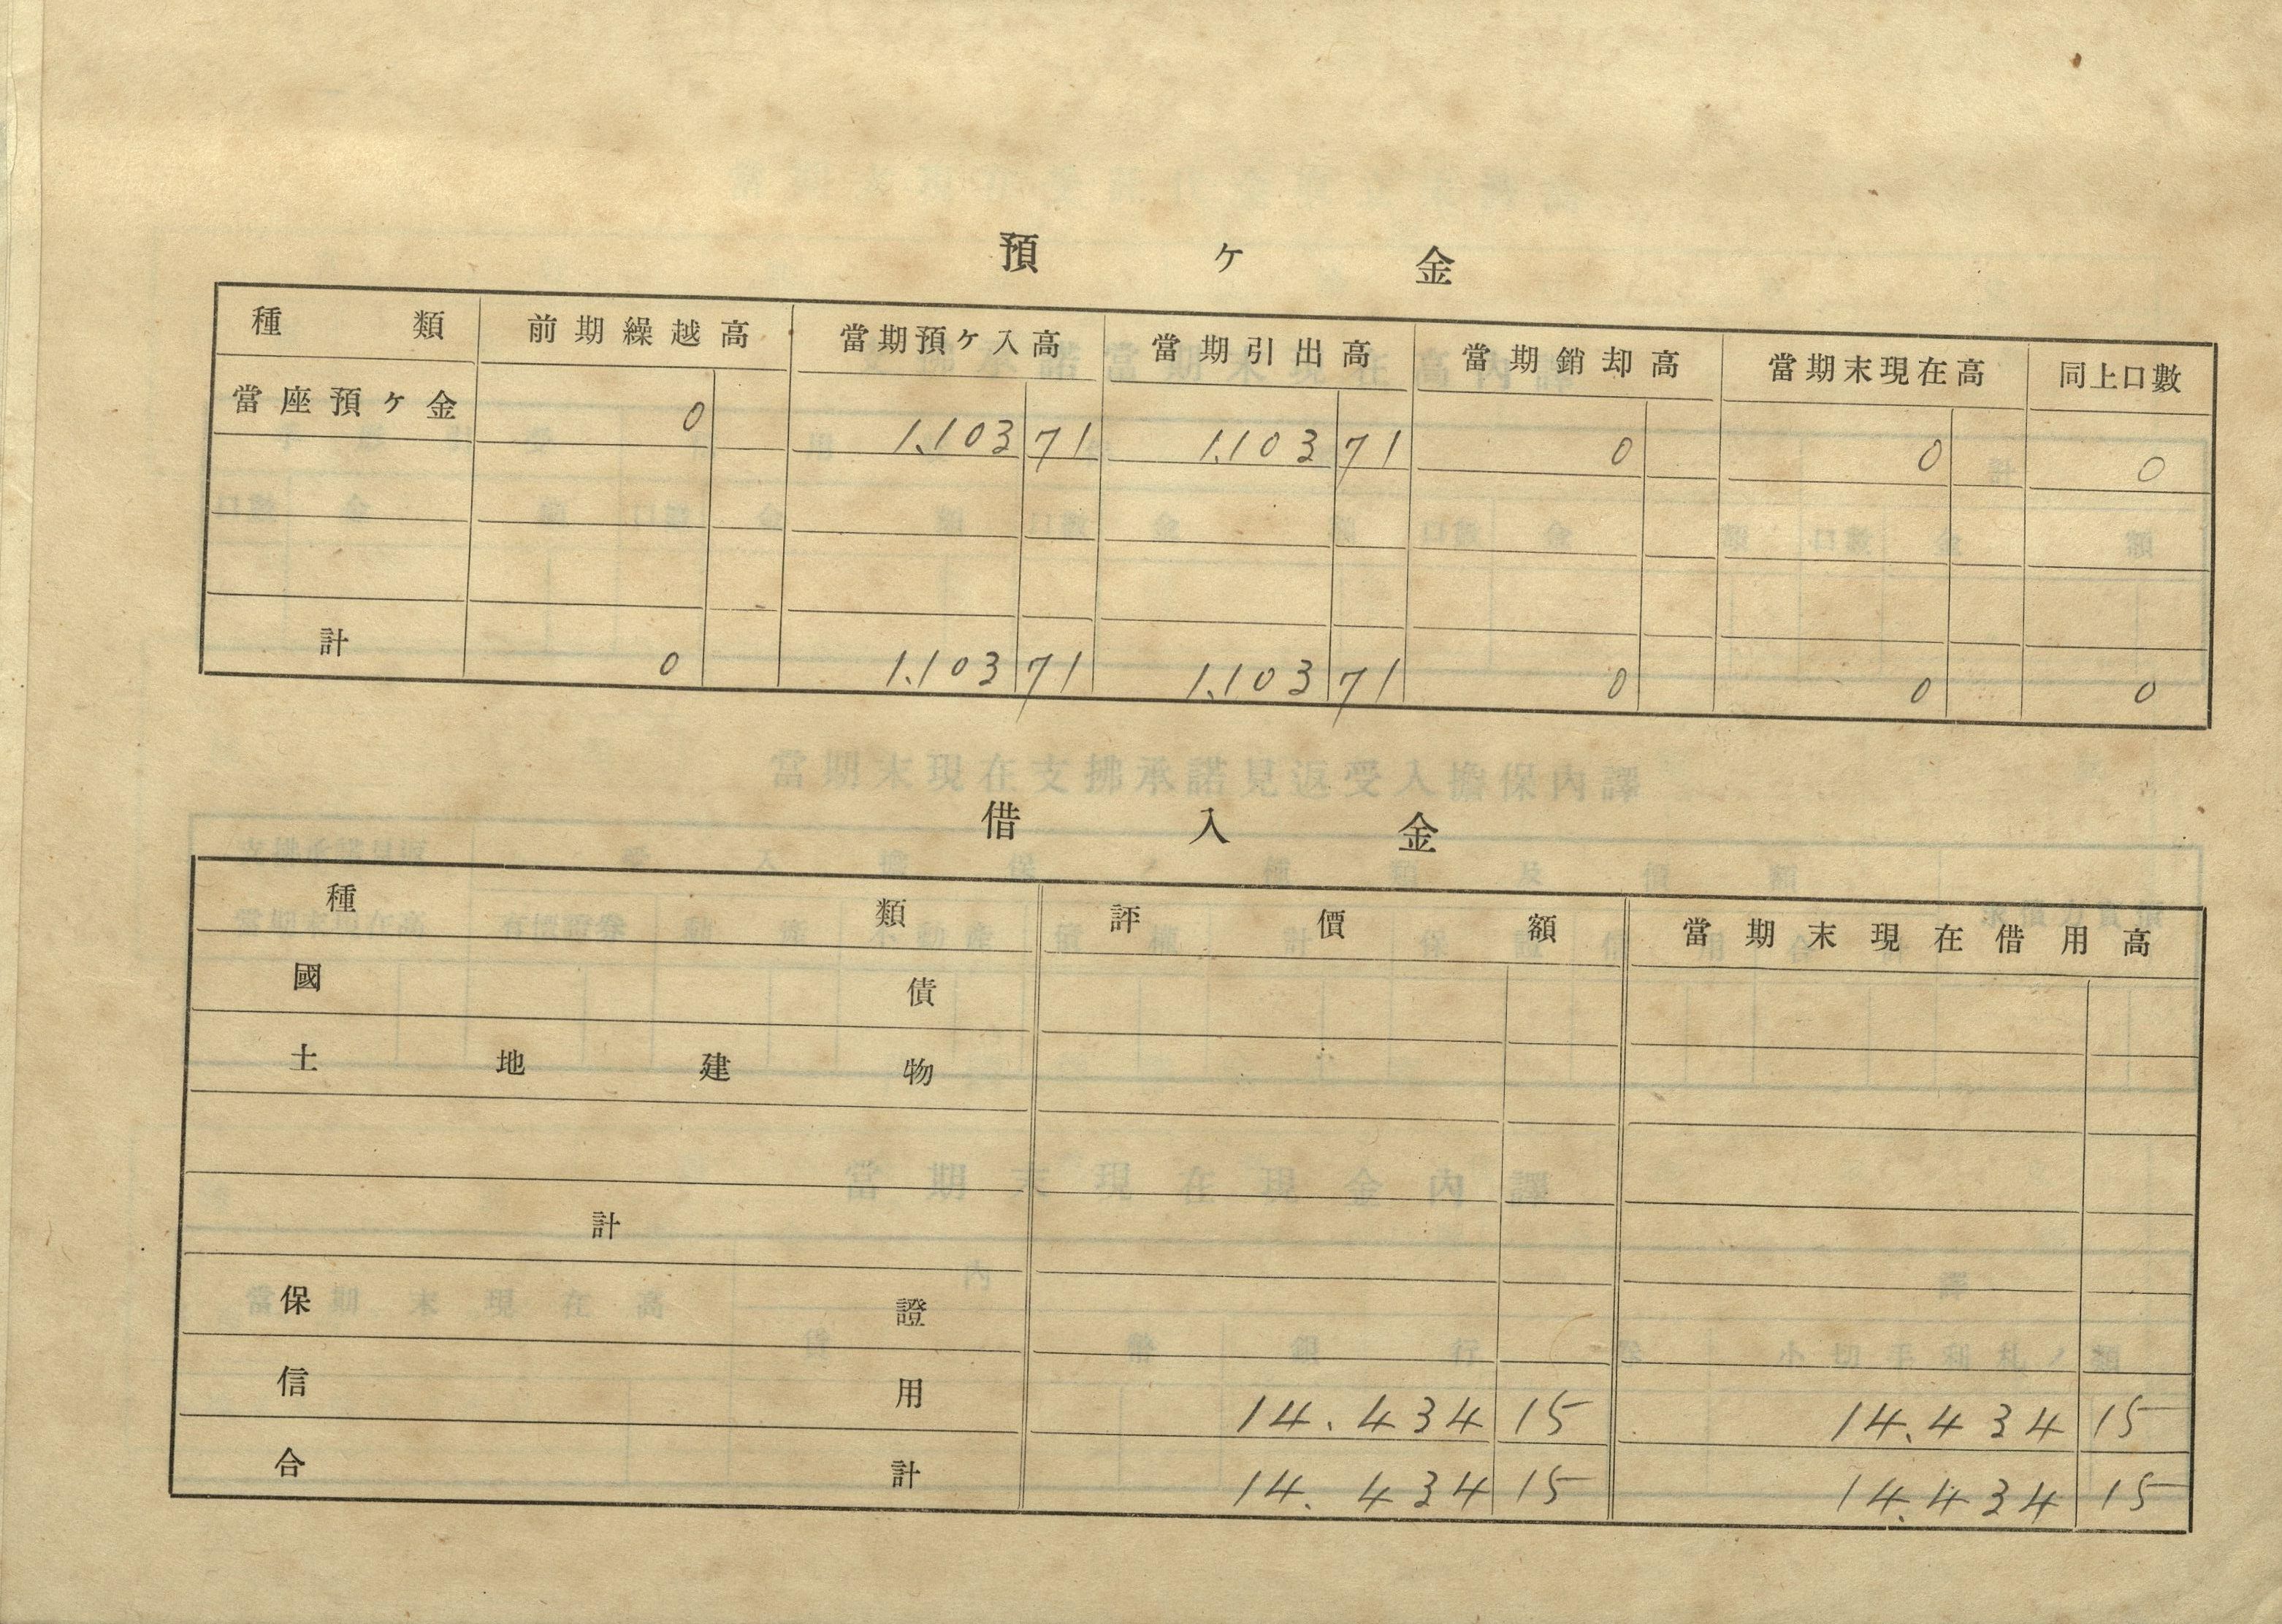 預ケ金
種類 前期繰越高 當期預ケ入高 當期引出高 當期銷却高 當期末現在高 同上口數
當座預ケ金 0 1.103 71 1.103 71 0 0 0
計 0 1.103 71 1.103 71 0 0 0
借入金
種類 評價額 當期末現在借用高
國債
土地建物
計
保證
信用 14.434 15 14.434 15
合計 14.434 15 14.434 15